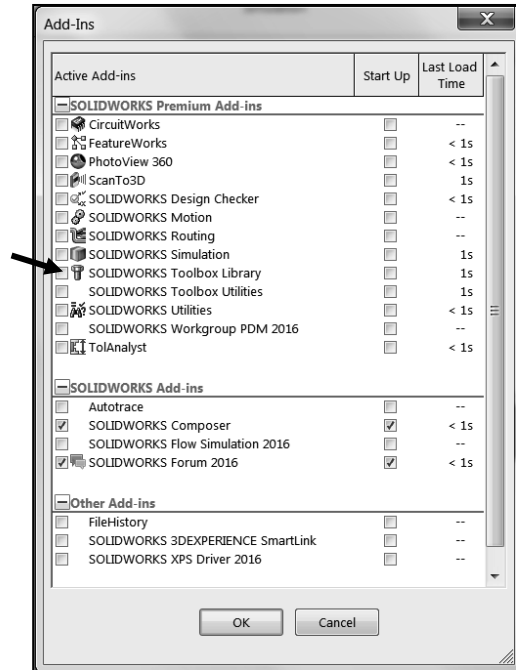 Add-Ins
Active Add-ins Start Up Last Load Time
SOLIDWORKS Premium Add-ins
CircuitWorks --
FeatureWorks < 1s
PhotoView 360 < 1s
ScanTo3D 1s
SOLIDWORKS Design Checker < 1s
SOLIDWORKS Motion --
SOLIDWORKS Routing --
SOLIDWORKS Simulation 1s
SOLIDWORKS Toolbox Library 1s
SOLIDWORKS Toolbox Utilities 1s
SOLIDWORKS Utilities < 1s
SOLIDWORKS Workgroup PDM 2016 --
TolAnalyst < 1s
SOLIDWORKS Add-ins
Autotrace --
SOLIDWORKS Composer < 1s
SOLIDWORKS Flow Simulation 2016 --
SOLIDWORKS Forum 2016 < 1s
Other Add-ins
FileHistory --
SOLIDWORKS 3DEXPERIENCE SmartLink --
SOLIDWORKS XPS Driver 2016 --
OK Cancel